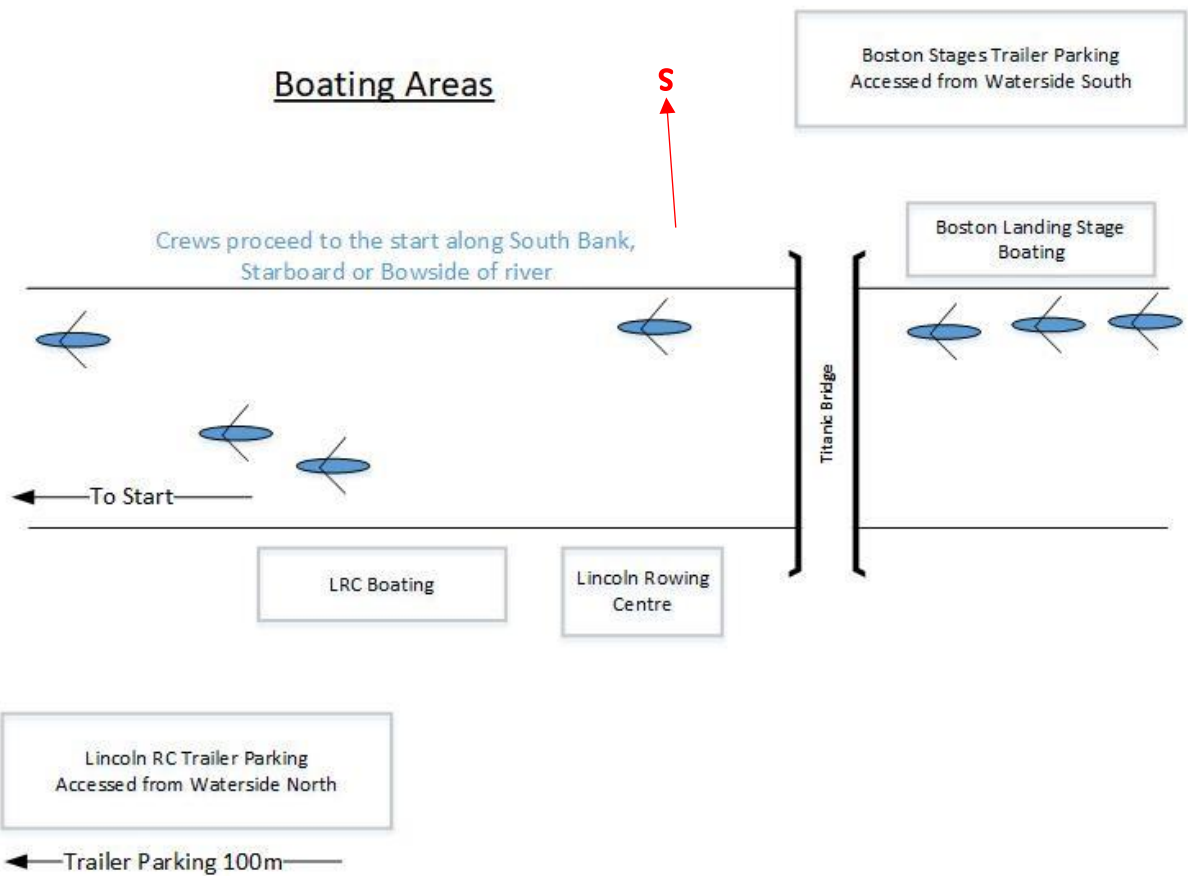 Boating Areas
S
Boston Stages Trailer Parking
Accessed from Waterside South
Crews proceed to the start along South Bank,
Starboard or Bowside of river
Boston Landing Stage
Boating
Titanic Bridge
To Start
LRC Boating
Lincoln Rowing
Centre
Lincoln RC Trailer Parking
Accessed from Waterside North
Trailer Parking 100m